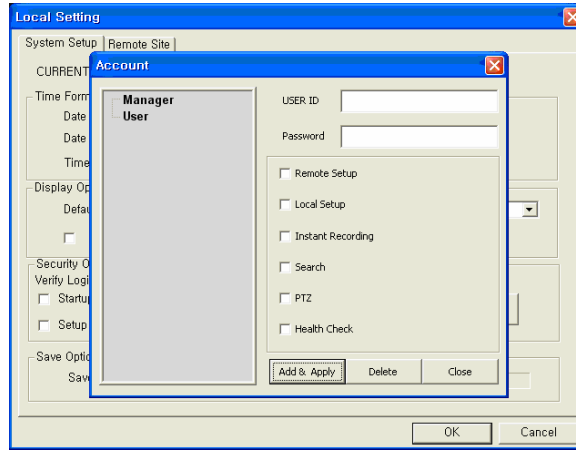 Local Setting
System Setup
Remote Site
CURRENT
Account
Manager
User
USER ID
Password
Remote Setup
Local Setup
Instant Recording
Search
PTZ
Health Check
Add & Apply
Delete
Close
Time Form
Date
Date
Time
Display Op
Defau
Security O
Verify Logi
Startup
Setup
Save Optio
Save
OK
Cancel